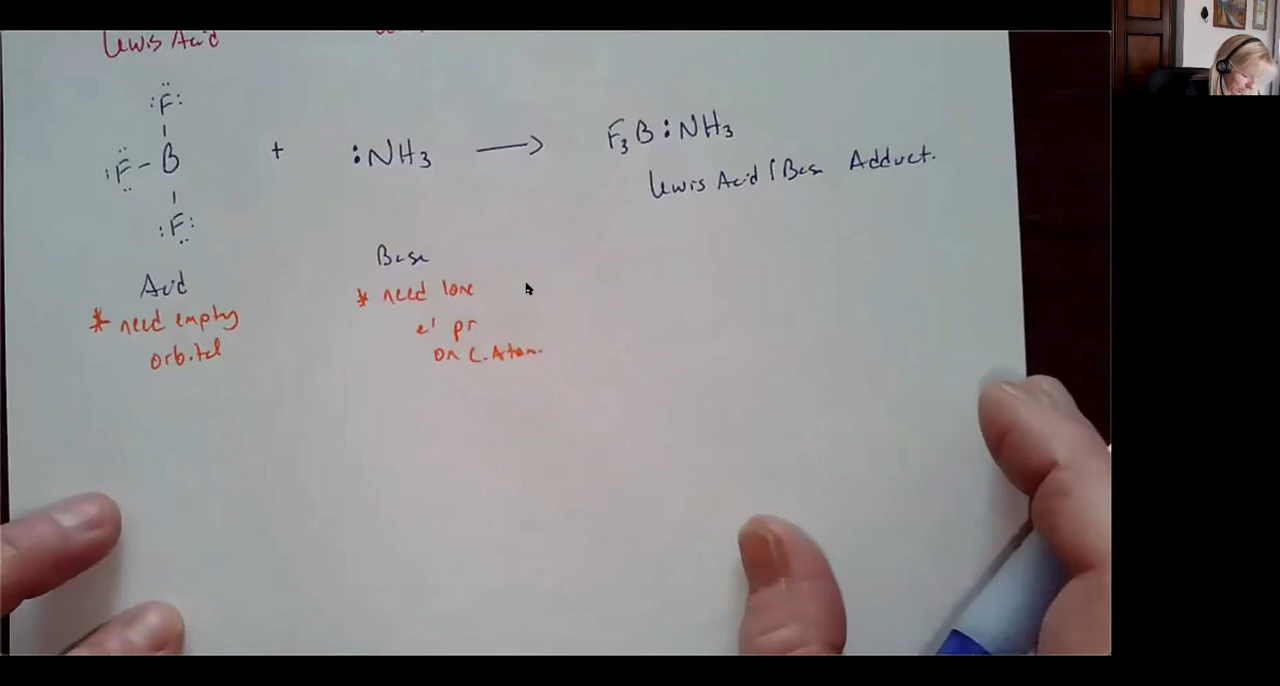 Lewis Acid
:F:
:F - B + :NH3 → F3B:NH3
:F:
Lewis Acid/Base Adduct.
Base
Acid
* need lone
* need empty
e' pr
orbital
on C. Atom.